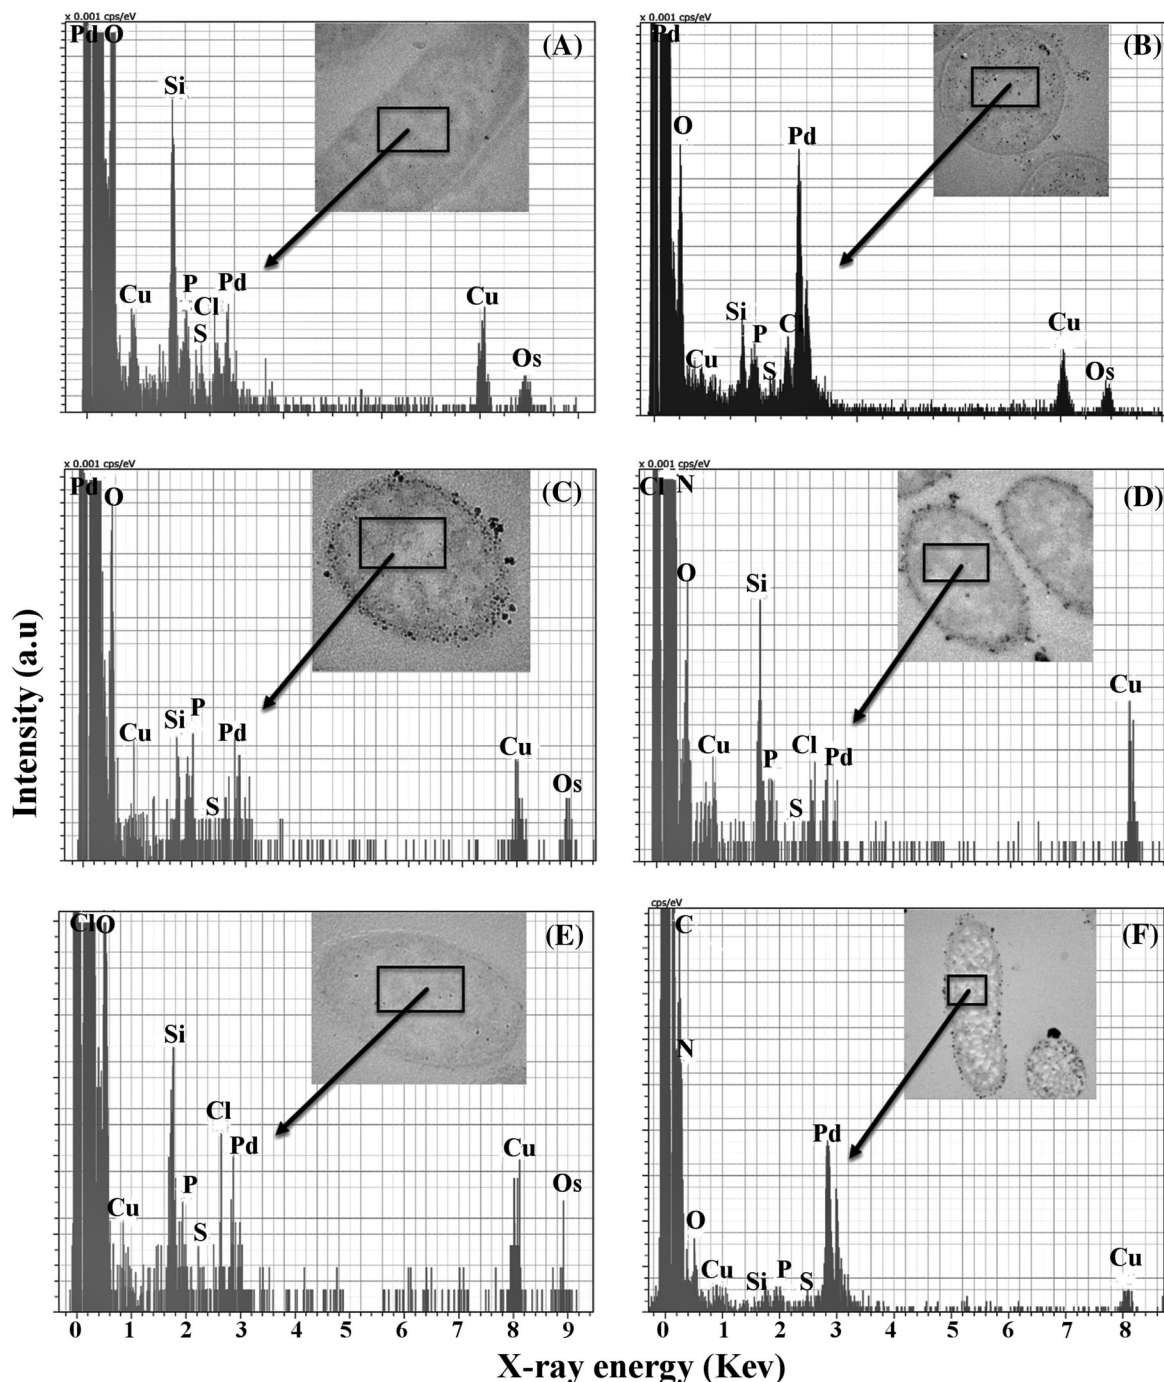 x 0.001 cps/eV
Pd O
(A)
Si
Cu
P
Cl
S
Pd
Cu
Os
x 0.001 cps/eV
Pd
(B)
O
Pd
Si
P
Cl
Cu
S
Cu
Os
x 0.001 cps/eV
Pd
O
(C)
Cu
Si
P
Pd
S
Cu
Os
x 0.001 cps/eV
Cl N
(D)
O
Si
Cu
P
Cl
Pd
S
Cu
Cl O
(E)
Si
Cl
Pd
P
Cu
S
Cu
Os
cps/eV
C
(F)
N
Pd
O
Cu
Si
P
S
Cu
0 1 2 3 4 5 6 7 8 9
0 1 2 3 4 5 6 7 8
Intensity (a.u)
X-ray energy (Kev)